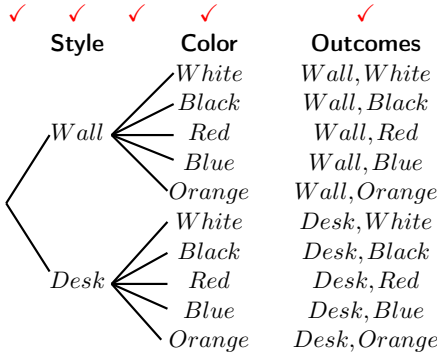 ✓ ✓ ✓ ✓ ✓
Style Color Outcomes
White Wall, White
Black Wall, Black
Wall Red Wall, Red
Blue Wall, Blue
Orange Wall, Orange
White Desk, White
Black Desk, Black
Desk Red Desk, Red
Blue Desk, Blue
Orange Desk, Orange